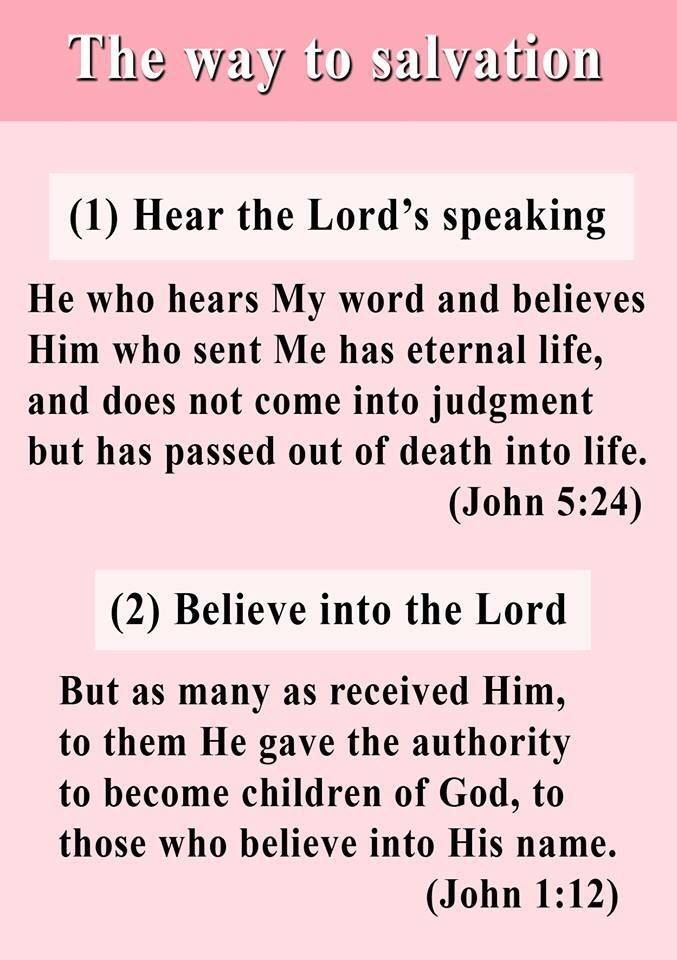 The way to salvation
(1) Hear the Lord’s speaking
He who hears My word and believes
Him who sent Me has eternal life,
and does not come into judgment
but has passed out of death into life.
(John 5:24)
(2) Believe into the Lord
But as many as received Him,
to them He gave the authority
to become children of God, to
those who believe into His name.
(John 1:12)